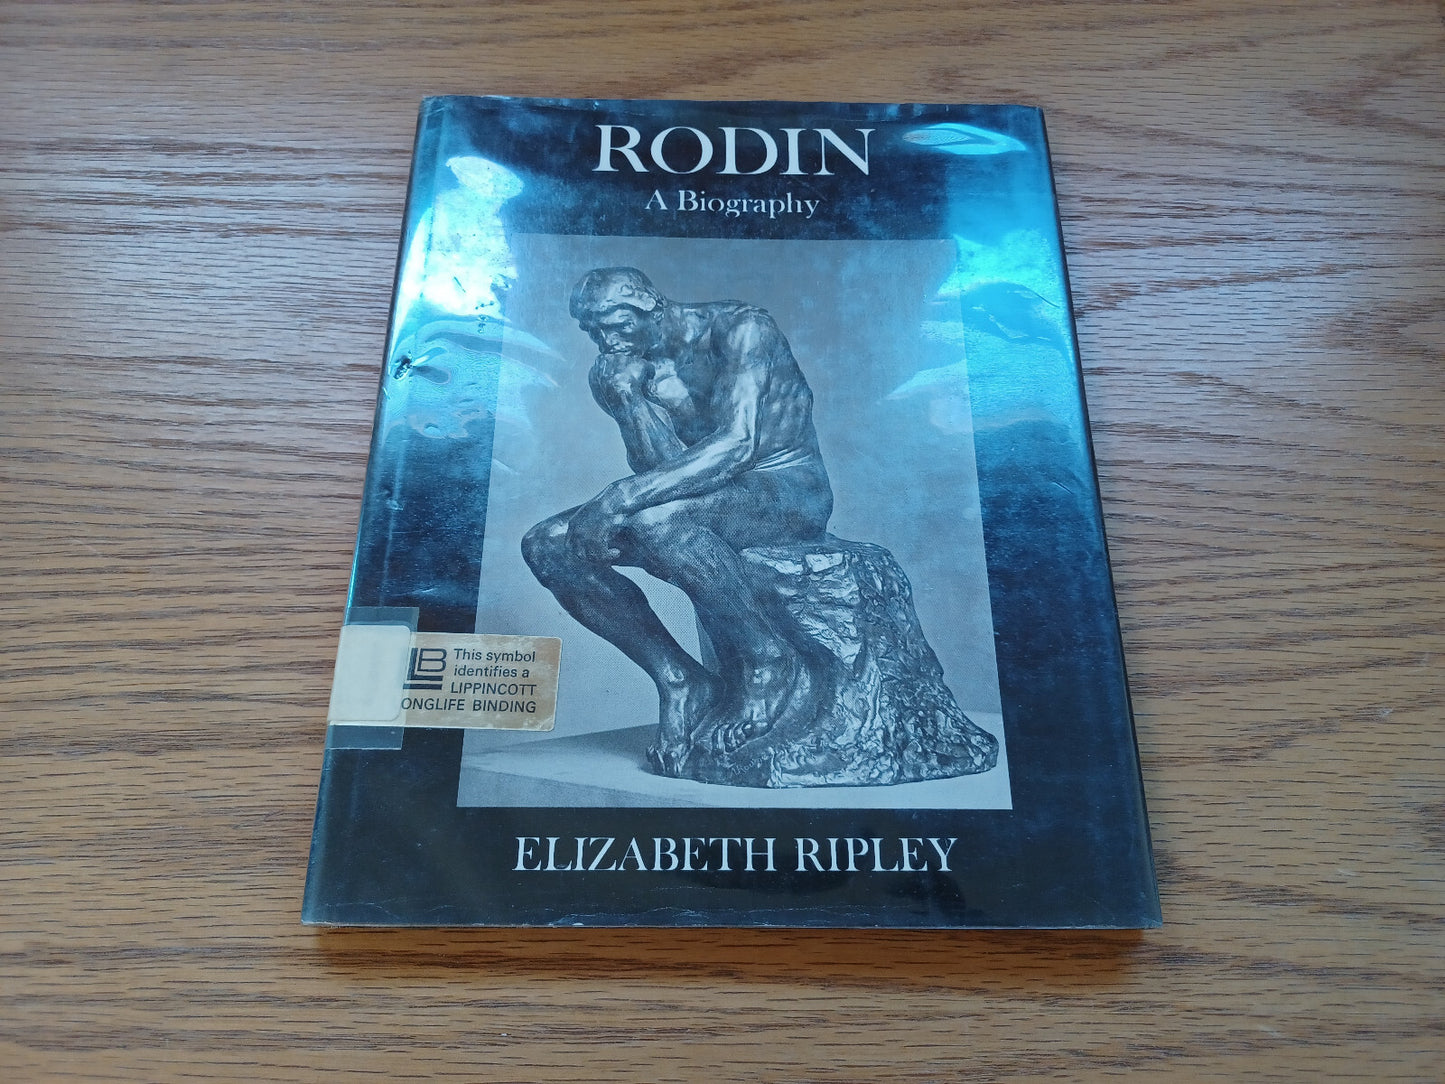 RODIN
A Biography
LB
This symbol
identifies a
LIPPINCOTT
ONGLIFE BINDING
ELIZABETH RIPLEY